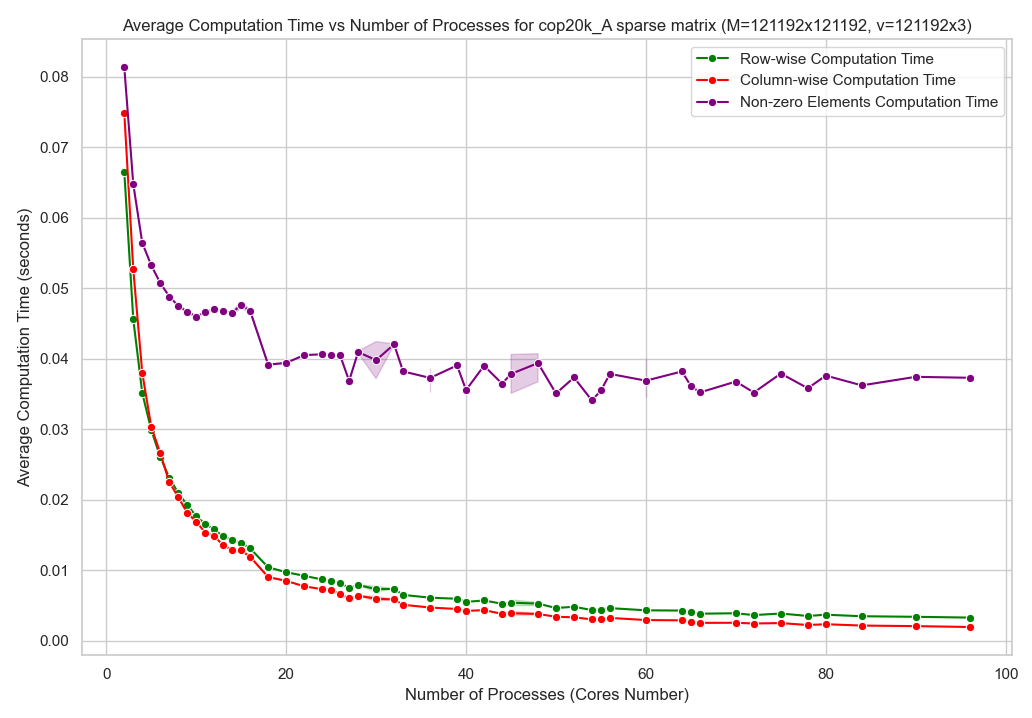 Average Computation Time vs Number of Processes for cop20k_A sparse matrix (M=121192x121192, v=121192x3)
Row-wise Computation Time
Column-wise Computation Time
Non-zero Elements Computation Time
Average Computation Time (seconds)
0.08
0.07
0.06
0.05
0.04
0.03
0.02
0.01
0.00
0
20
40
60
80
100
Number of Processes (Cores Number)